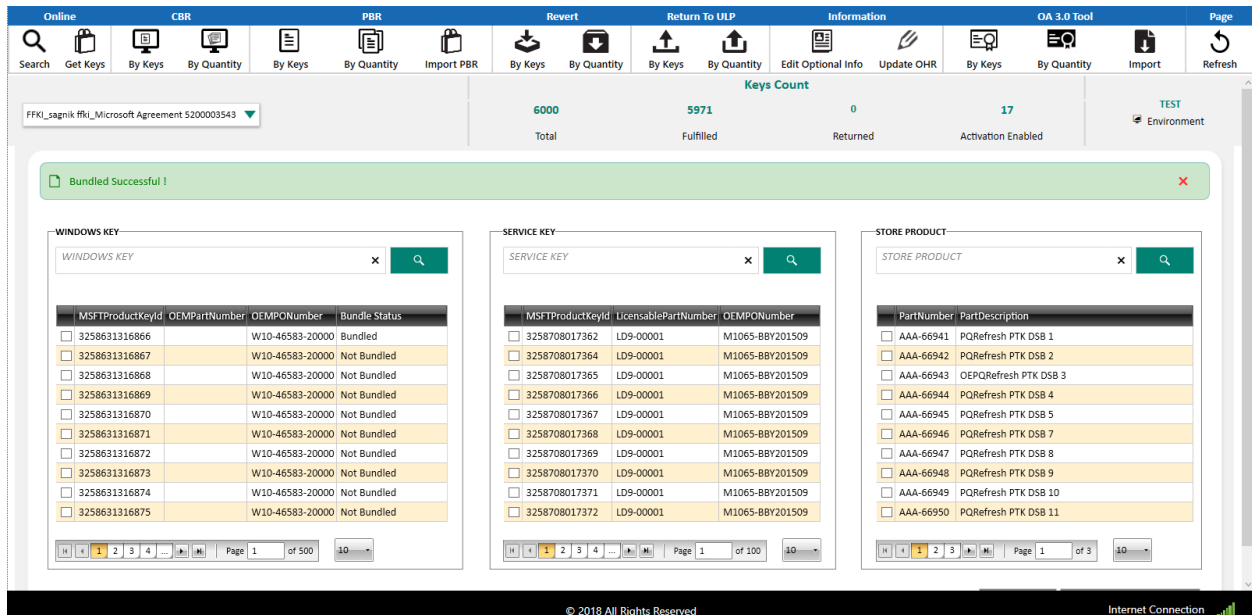 Online CBR PBR Revert Return To ULP Information OA 3.0 Tool Page
Search Get Keys By Keys By Quantity By Keys By Quantity Import PBR By Keys By Quantity By Keys By Quantity Edit Optional Info Update OHR By Keys By Quantity Import Refresh
Keys Count
FFKI_sagnik ffki_Microsoft Agreement 5200003543
6000 5971 0 17
Total Fulfilled Returned Activation Enabled
TEST
Environment
Bundled Successful !
WINDOWS KEY
WINDOWS KEY
MSFTProductKeyId OEMPartNumber OEMPONumber Bundle Status
3258631316866 W10-46583-20000 Bundled
3258631316867 W10-46583-20000 Not Bundled
3258631316868 W10-46583-20000 Not Bundled
3258631316869 W10-46583-20000 Not Bundled
3258631316870 W10-46583-20000 Not Bundled
3258631316871 W10-46583-20000 Not Bundled
3258631316872 W10-46583-20000 Not Bundled
3258631316873 W10-46583-20000 Not Bundled
3258631316874 W10-46583-20000 Not Bundled
3258631316875 W10-46583-20000 Not Bundled
1 2 3 4 ... Page 1 of 500 10
SERVICE KEY
SERVICE KEY
MSFTProductKeyId LicensablePartNumber OEMPONumber
3258708017362 LD9-00001 M1065-BBY201509
3258708017364 LD9-00001 M1065-BBY201509
3258708017365 LD9-00001 M1065-BBY201509
3258708017366 LD9-00001 M1065-BBY201509
3258708017367 LD9-00001 M1065-BBY201509
3258708017368 LD9-00001 M1065-BBY201509
3258708017369 LD9-00001 M1065-BBY201509
3258708017370 LD9-00001 M1065-BBY201509
3258708017371 LD9-00001 M1065-BBY201509
3258708017372 LD9-00001 M1065-BBY201509
1 2 3 4 ... Page 1 of 100 10
STORE PRODUCT
STORE PRODUCT
PartNumber PartDescription
AAA-66941 PQRefresh PTK DSB 1
AAA-66942 PQRefresh PTK DSB 2
AAA-66943 OEPQRefresh PTK DSB 3
AAA-66944 PQRefresh PTK DSB 4
AAA-66945 PQRefresh PTK DSB 5
AAA-66946 PQRefresh PTK DSB 7
AAA-66947 PQRefresh PTK DSB 8
AAA-66948 PQRefresh PTK DSB 9
AAA-66949 PQRefresh PTK DSB 10
AAA-66950 PQRefresh PTK DSB 11
1 2 3 Page 1 of 3 10
© 2018 All Rights Reserved
Internet Connection